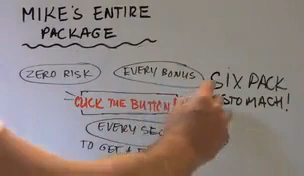 MIKE'S ENTIRE
PACKAGE
ZERO RISK
EVERY BONUS
SIX PACK
STOMACH!
CLICK THE BUTTON!
EVERY
TO GET A